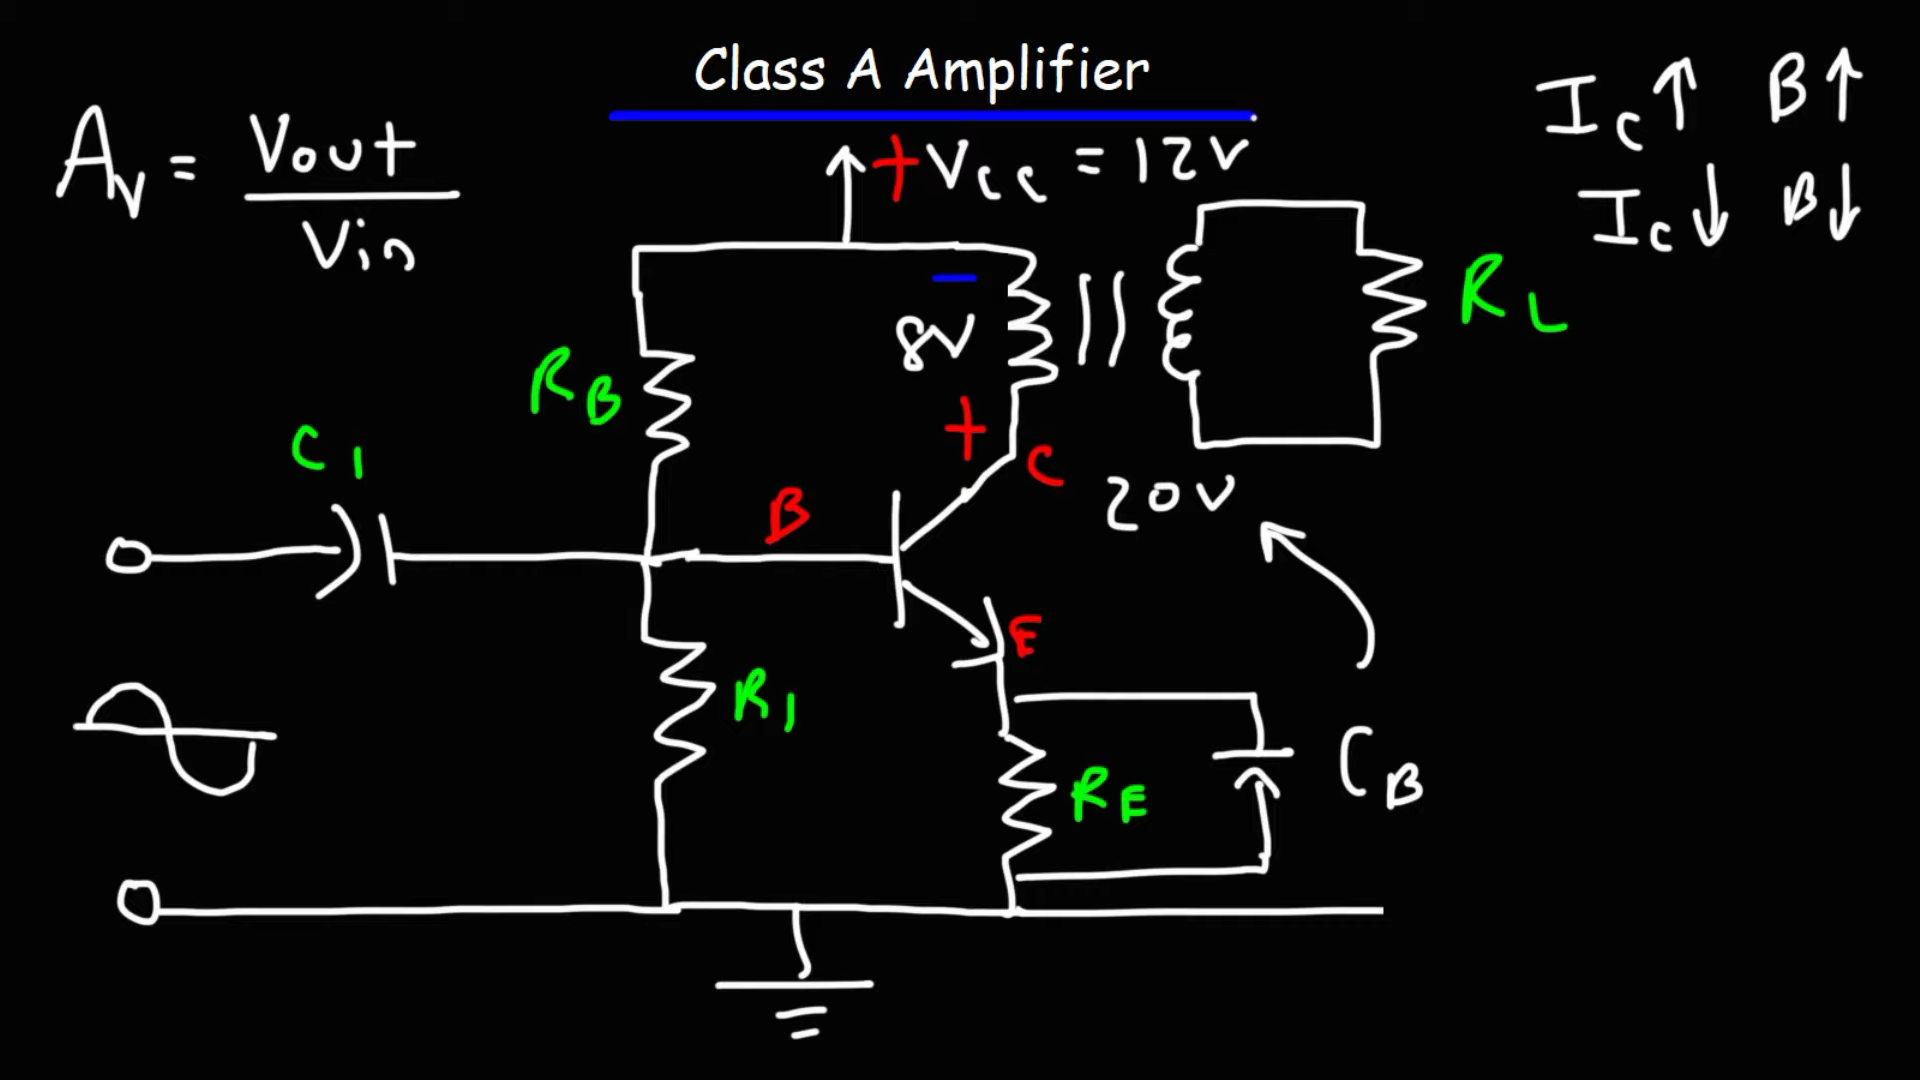 Class A Amplifier
Av = Vout / Vin
Ic↑ B↑
Ic↓ B↓
+Vcc = 12V
−
8V
+
RL
RB
C1
B
C
20V
E
R1
RE
CB